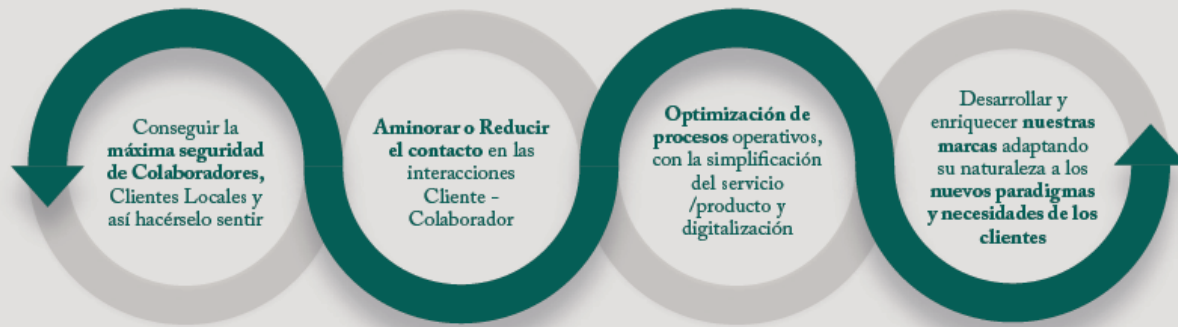 Conseguir la
máxima seguridad
de Colaboradores,
Clientes Locales y
así hacérselo sentir
Aminorar o Reducir
el contacto en las
interacciones
Cliente –
Colaborador
Optimización de
procesos operativos,
con la simplificación
del servicio
/producto y
digitalización
Desarrollar y
enriquecer nuestras
marcas adaptando
su naturaleza a los
nuevos paradigmas
y necesidades de los
clientes